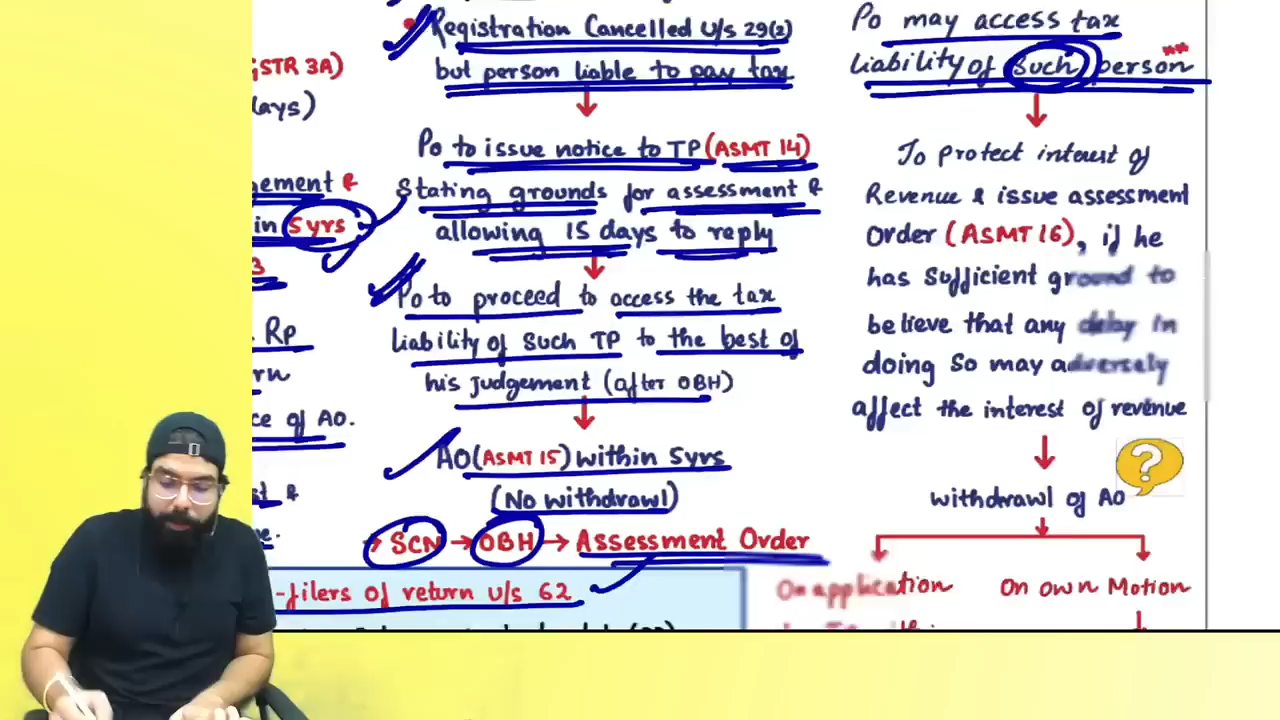 GSTR 3A)
days)
gement &
in 5yrs
3
Rp
rn
ce of AO.
st &
e.
Registration Cancelled U/s 29(2)
but person liable to pay tax
Po to issue notice to TP (ASMT 14)
Stating grounds for assessment &
allowing 15 days to reply
Po to proceed to access the tax
liability of Such TP to the best of
his judgement (after OBH)
AO (ASMT 15) within 5yrs
(No withdrawl)
→ SCN → OBH → Assessment Order
-filers of return u/s 62
Po may access tax
liability of such person **
To protect interest of
Revenue & issue assessment
Order (ASMT 16), if he
has Sufficient ground to
believe that any delay in
doing So may adversely
affect the interest of revenue
?
withdrawl of AO
On application On own Motion